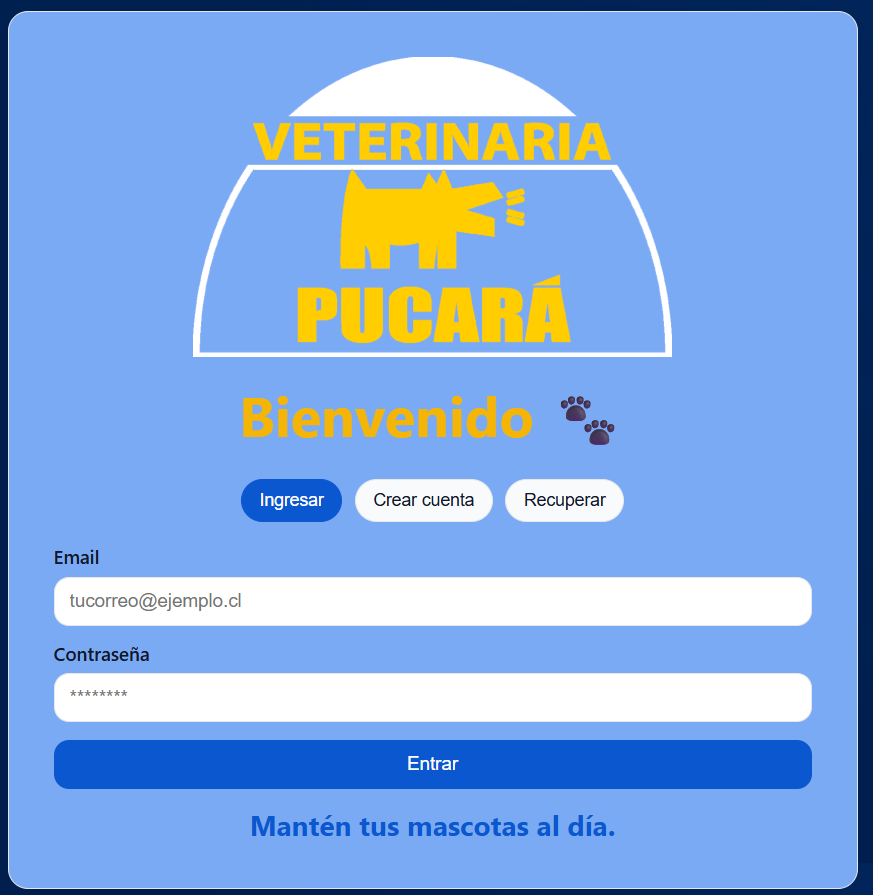 VETERINARIA
PUCARÁ
Bienvenido
Ingresar Crear cuenta Recuperar
Email
tucorreo@ejemplo.cl
Contraseña
********
Entrar
Mantén tus mascotas al día.